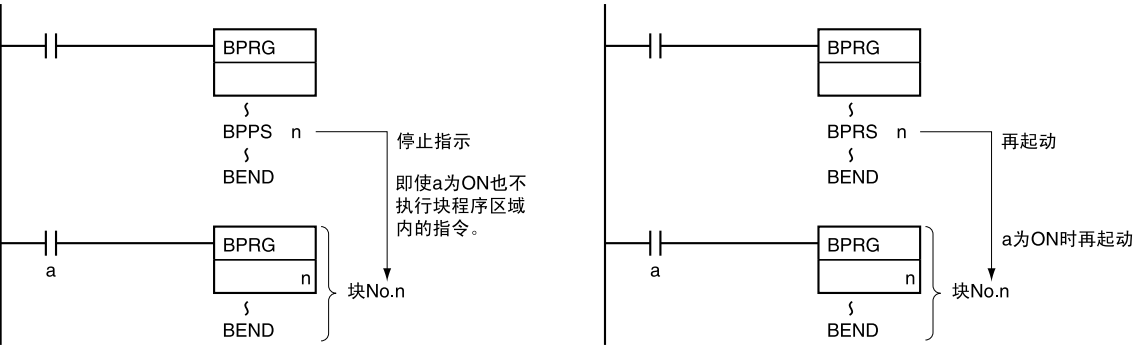 BPRG
BPPS n
停止指示
BEND
即使a为ON也不
执行块程序区域
内的指令。
BPRG
a
n
块No.n
BEND
BPRG
BPRS n
再起动
BEND
BPRG
a为ON时再起动
a
n
块No.n
BEND